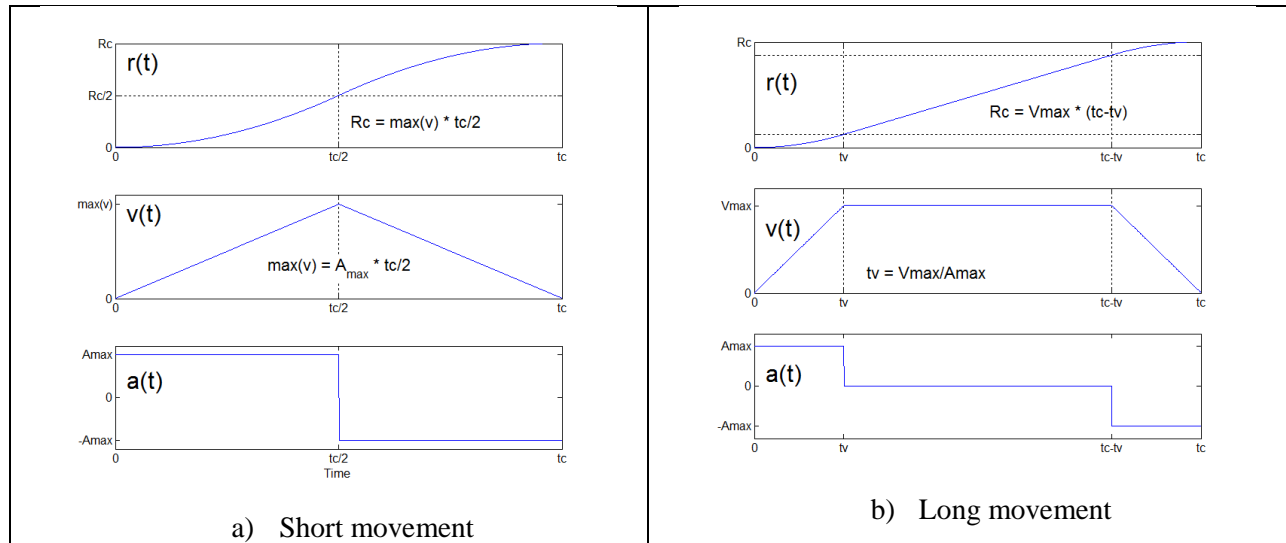 Rc
r(t)
Rc/2
Rc = max(v) * tc/2
0
0 tc/2 tc
max(v)
v(t)
max(v) = Amax * tc/2
0
0 tc/2 tc
Amax
a(t)
0
-Amax
0 tc/2 tc
Time
a) Short movement
Rc
r(t)
Rc = Vmax * (tc-tv)
0
0 tv tc-tv tc
Vmax
v(t)
tv = Vmax/Amax
0
0 tv tc-tv tc
Amax
a(t)
0
-Amax
0 tv tc-tv tc
b) Long movement